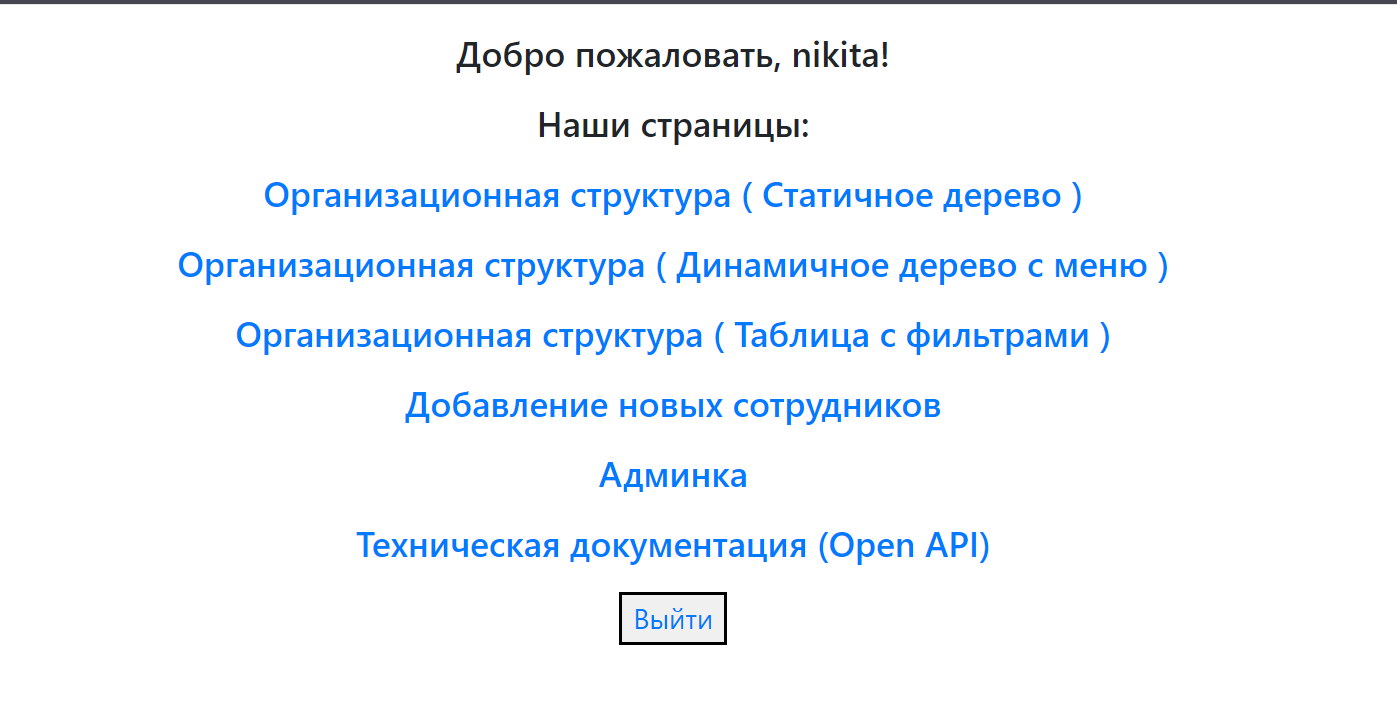 Добро пожаловать, nikita!
Наши страницы:
Организационная структура ( Статичное дерево )
Организационная структура ( Динамичное дерево с меню )
Организационная структура ( Таблица с фильтрами )
Добавление новых сотрудников
Админка
Техническая документация (Open API)
Выйти